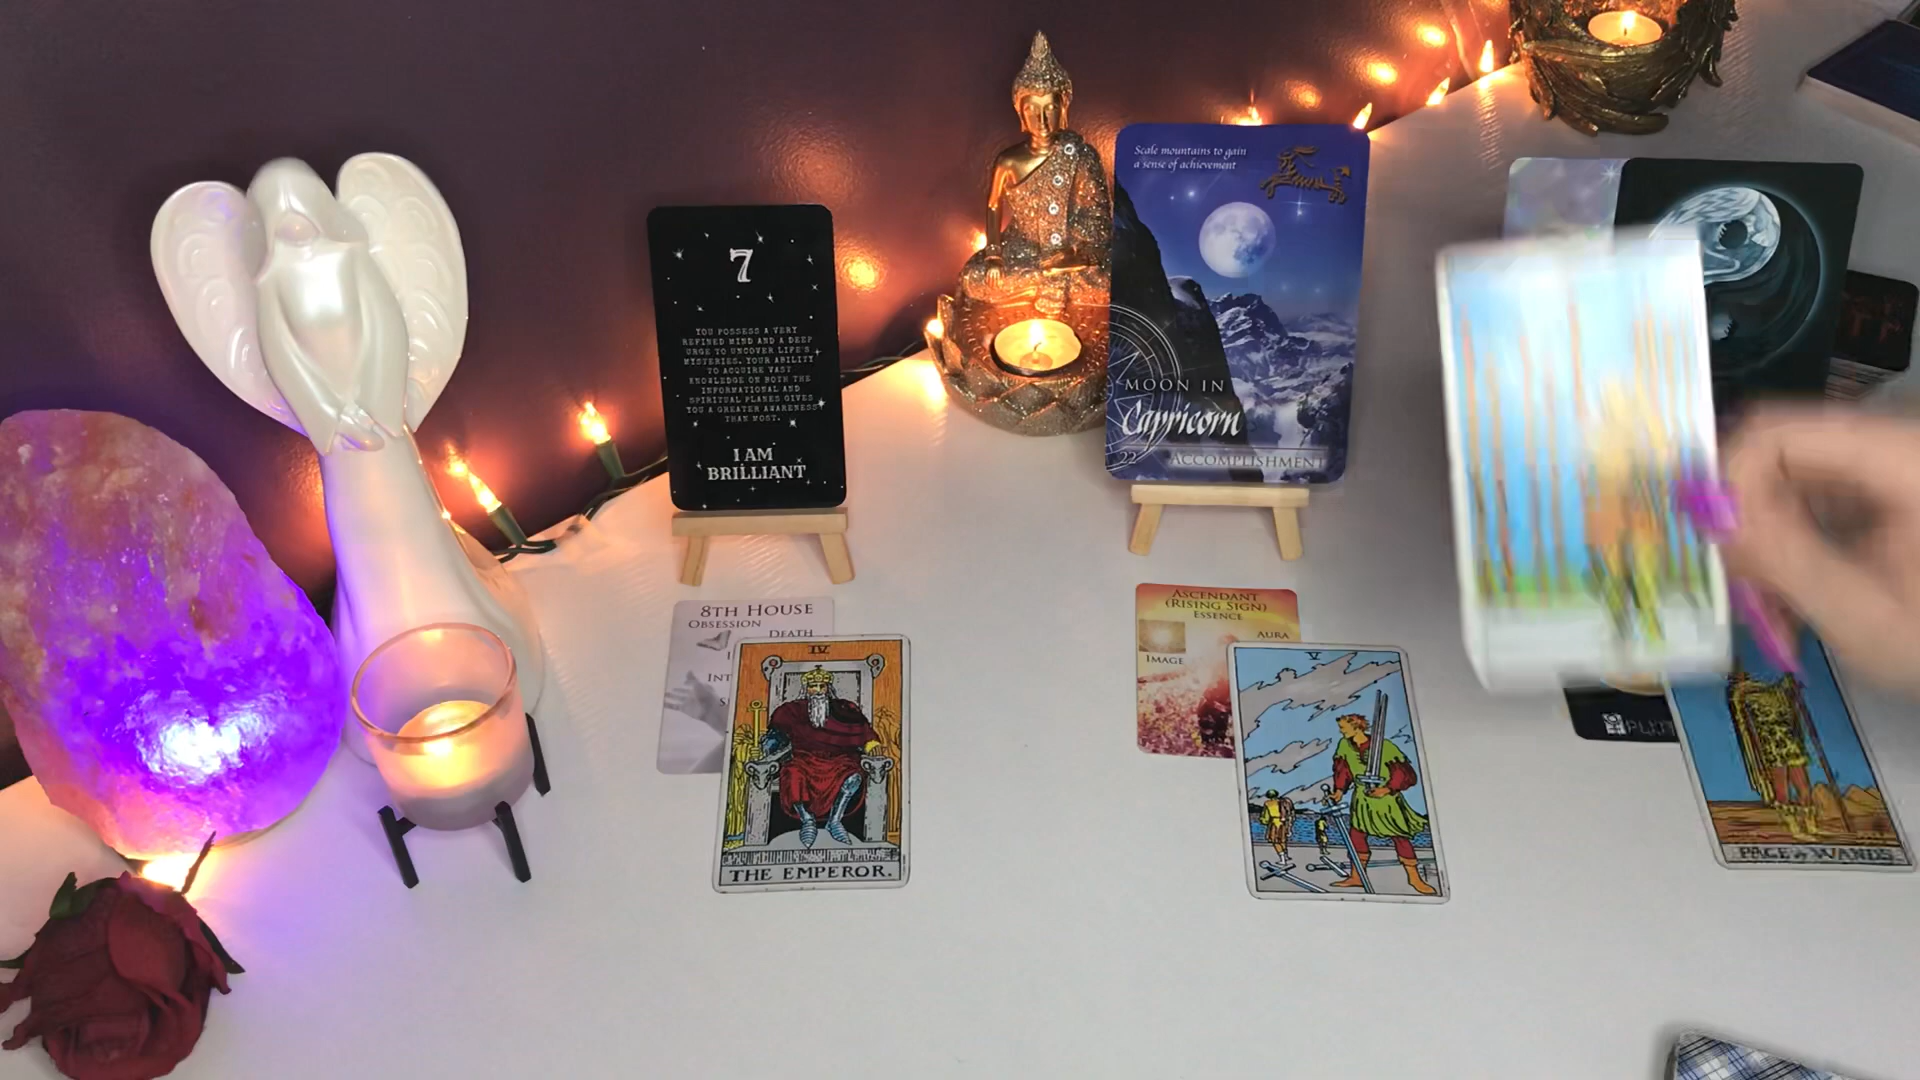 7
YOU POSSESS A VERY
REFINED MIND AND A DEEP
URGE TO UNCOVER LIFE'S
MYSTERIES. YOUR ABILITY
TO ACQUIRE VAST
KNOWLEDGE ON BOTH THE
INFORMATIONAL AND
SPIRITUAL PLANES GIVES
YOU A GREATER AWARENESS
THAN MOST.
I AM
BRILLIANT
Scale mountains to gain
a sense of achievement
MOON IN
Capricorn
22 ACCOMPLISHMENT
8TH HOUSE
OBSESSION
DEATH
IV
THE EMPEROR.
ASCENDANT
(RISING SIGN)
ESSENCE
AURA
IMAGE
V
PAGE of WANDS